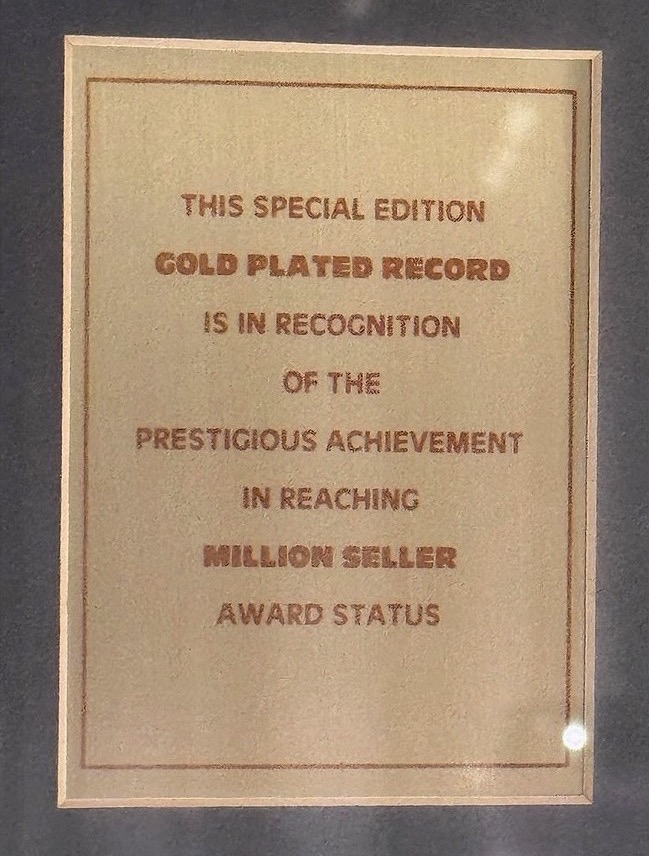 THIS SPECIAL EDITION
GOLD PLATED RECORD
IS IN RECOGNITION
OF THE
PRESTIGIOUS ACHIEVEMENT
IN REACHING
MILLION SELLER
AWARD STATUS